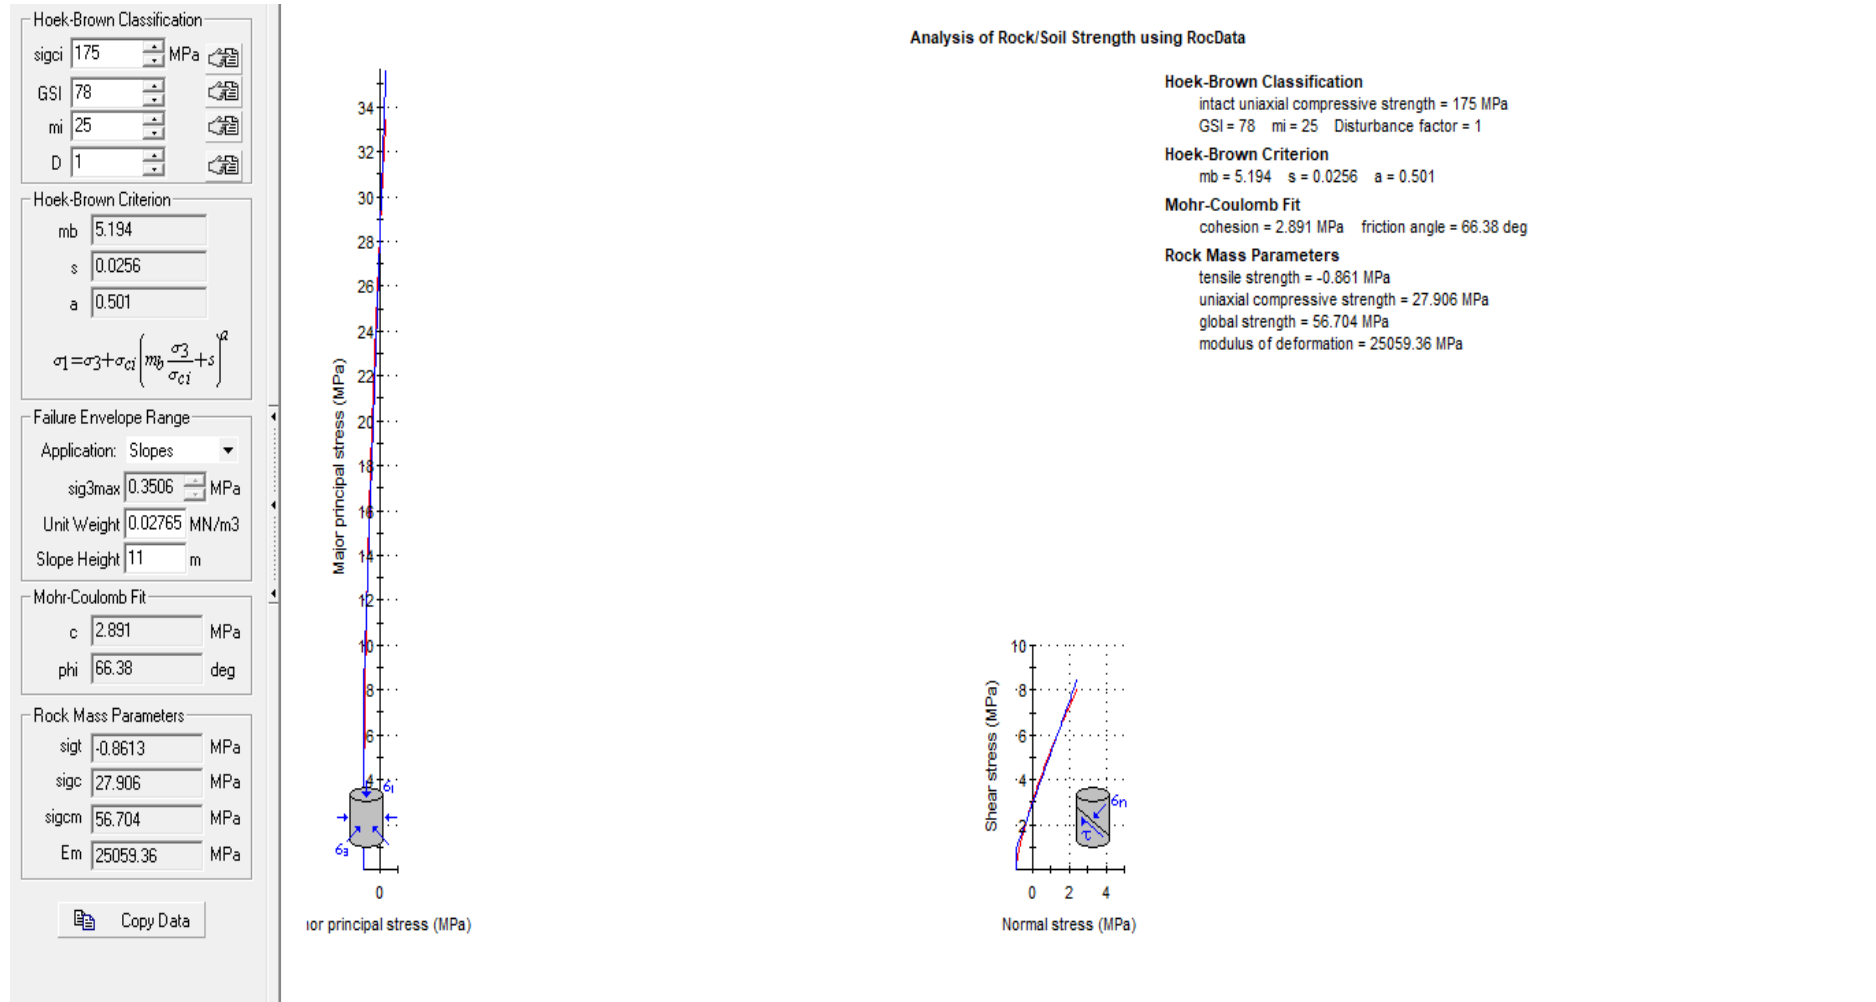 Hoek-Brown Classification
sigci 175 MPa
GSI 78
mi 25
D 1
Hoek-Brown Criterion
mb 5.194
s 0.0256
a 0.501
σ1=σ3+σci(mb σ3/σci+s)^a
Failure Envelope Range
Application: Slopes
sig3max 0.3506 MPa
Unit Weight 0.02765 MN/m3
Slope Height 11 m
Mohr-Coulomb Fit
c 2.891 MPa
phi 66.38 deg
Rock Mass Parameters
sigt -0.8613 MPa
sigc 27.906 MPa
sigcm 56.704 MPa
Em 25059.36 MPa
Copy Data
Analysis of Rock/Soil Strength using RocData
Hoek-Brown Classification
intact uniaxial compressive strength = 175 MPa
GSI = 78 mi = 25 Disturbance factor = 1
Hoek-Brown Criterion
mb = 5.194 s = 0.0256 a = 0.501
Mohr-Coulomb Fit
cohesion = 2.891 MPa friction angle = 66.38 deg
Rock Mass Parameters
tensile strength = -0.861 MPa
uniaxial compressive strength = 27.906 MPa
global strength = 56.704 MPa
modulus of deformation = 25059.36 MPa
Major principal stress (MPa)
34
32
30
28
26
24
22
20
18
16
14
12
10
8
6
4
σ1
σ3
0
ior principal stress (MPa)
Shear stress (MPa)
10
8
6
4
2
σn
τ
0 2 4
Normal stress (MPa)